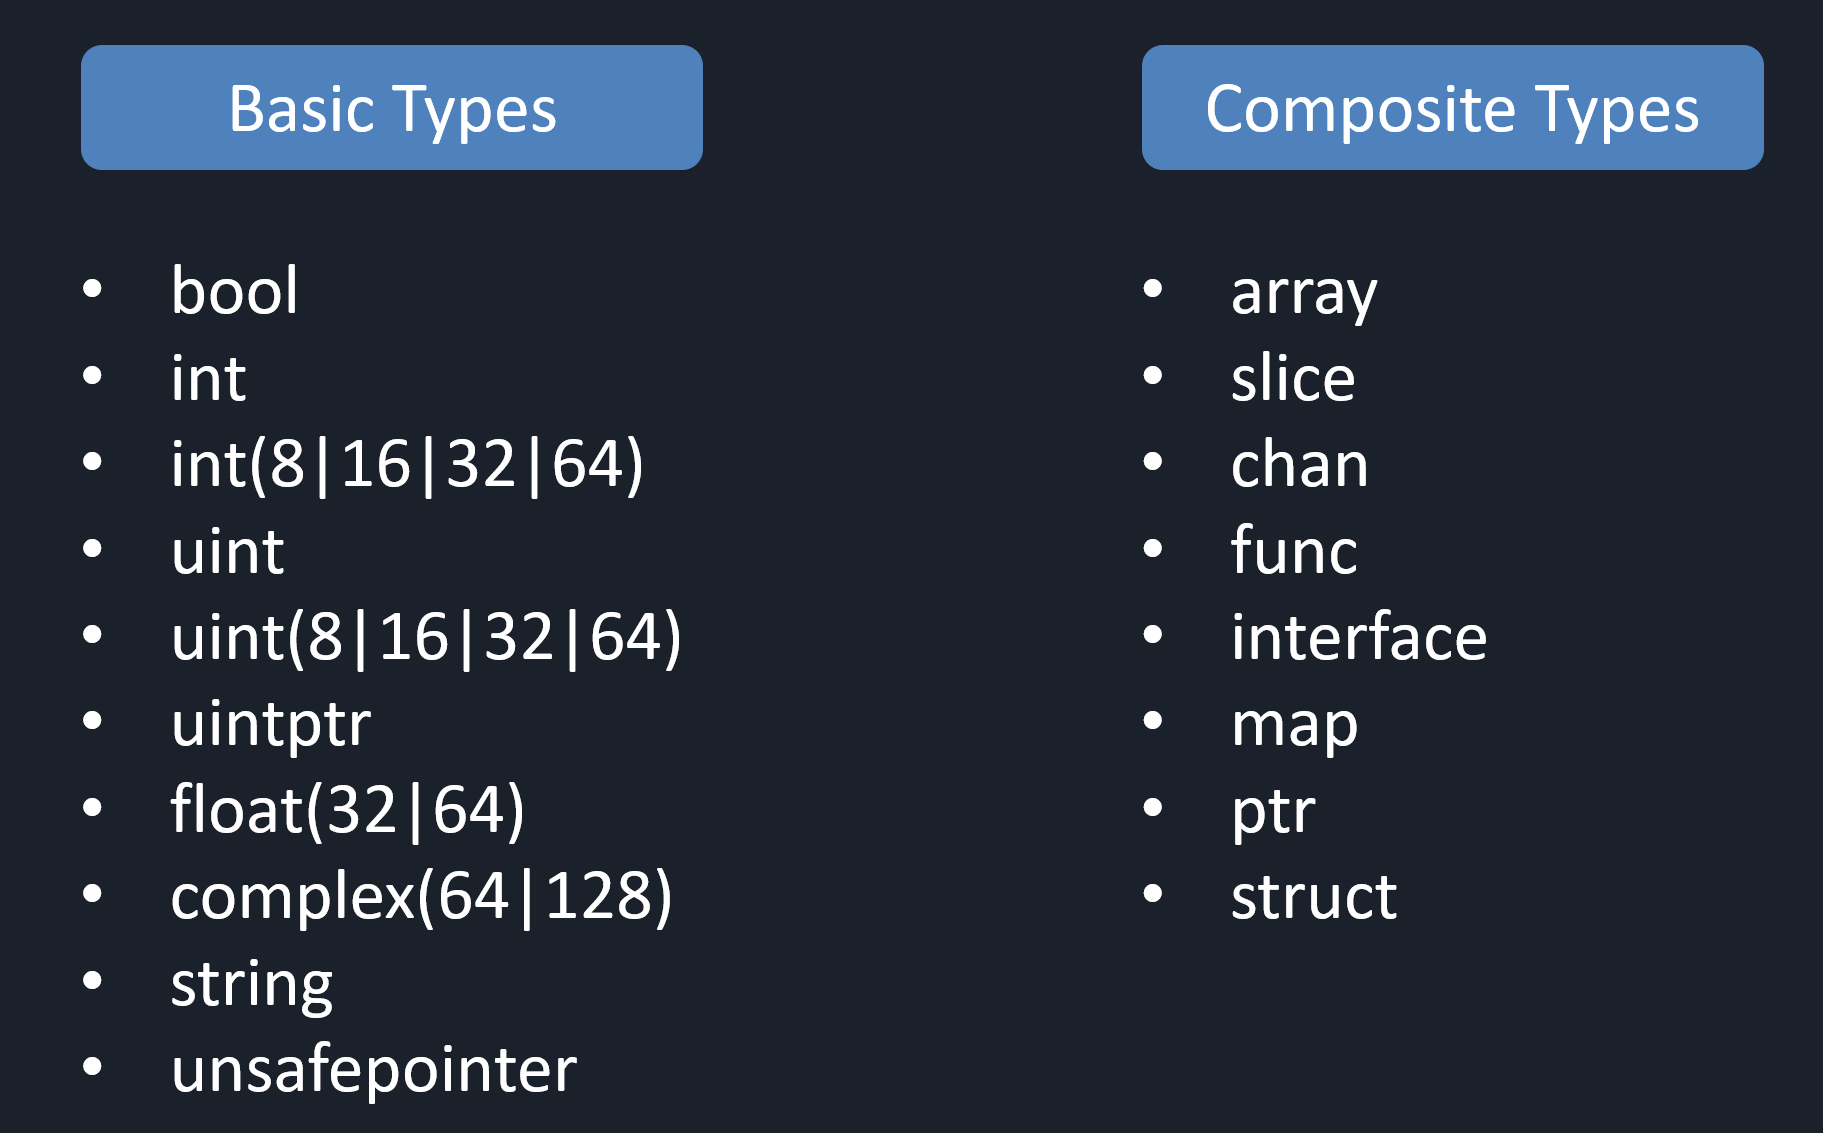 Basic Types
• bool
• int
• int(8|16|32|64)
• uint
• uint(8|16|32|64)
• uintptr
• float(32|64)
• complex(64|128)
• string
• unsafepointer
Composite Types
• array
• slice
• chan
• func
• interface
• map
• ptr
• struct